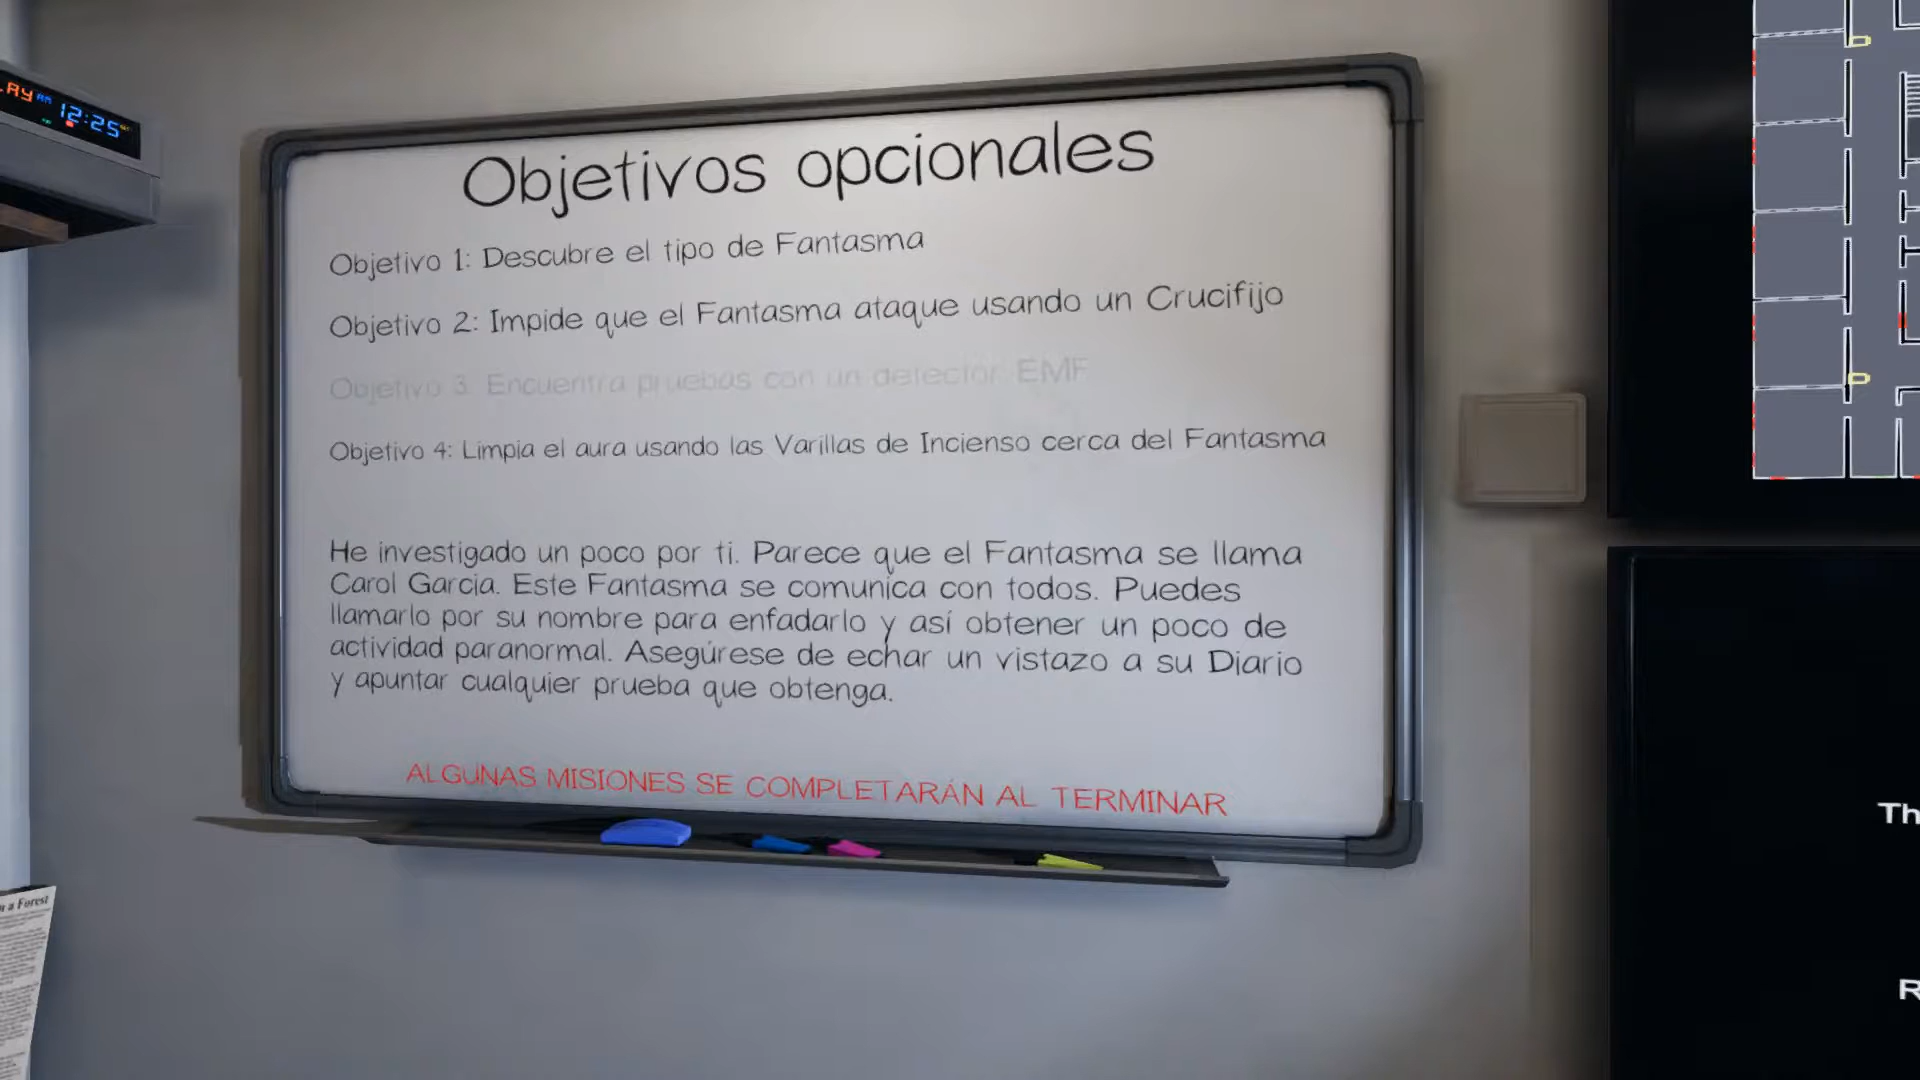 AY AM 12:25
Objetivos opcionales
Objetivo 1: Descubre el tipo de Fantasma
Objetivo 2: Impide que el Fantasma ataque usando un Crucifijo
Objetivo 3: Encuentra pruebas con un detector EMF
Objetivo 4: Limpia el aura usando las Varillas de Incienso cerca del Fantasma
He investigado un poco por ti. Parece que el Fantasma se llama
Carol Garcia. Este Fantasma se comunica con todos. Puedes
llamarlo por su nombre para enfadarlo y así obtener un poco de
actividad paranormal. Asegúrese de echar un vistazo a su Diario
y apuntar cualquier prueba que obtenga.
ALGUNAS MISIONES SE COMPLETARÁN AL TERMINAR
a Forest
Th
R